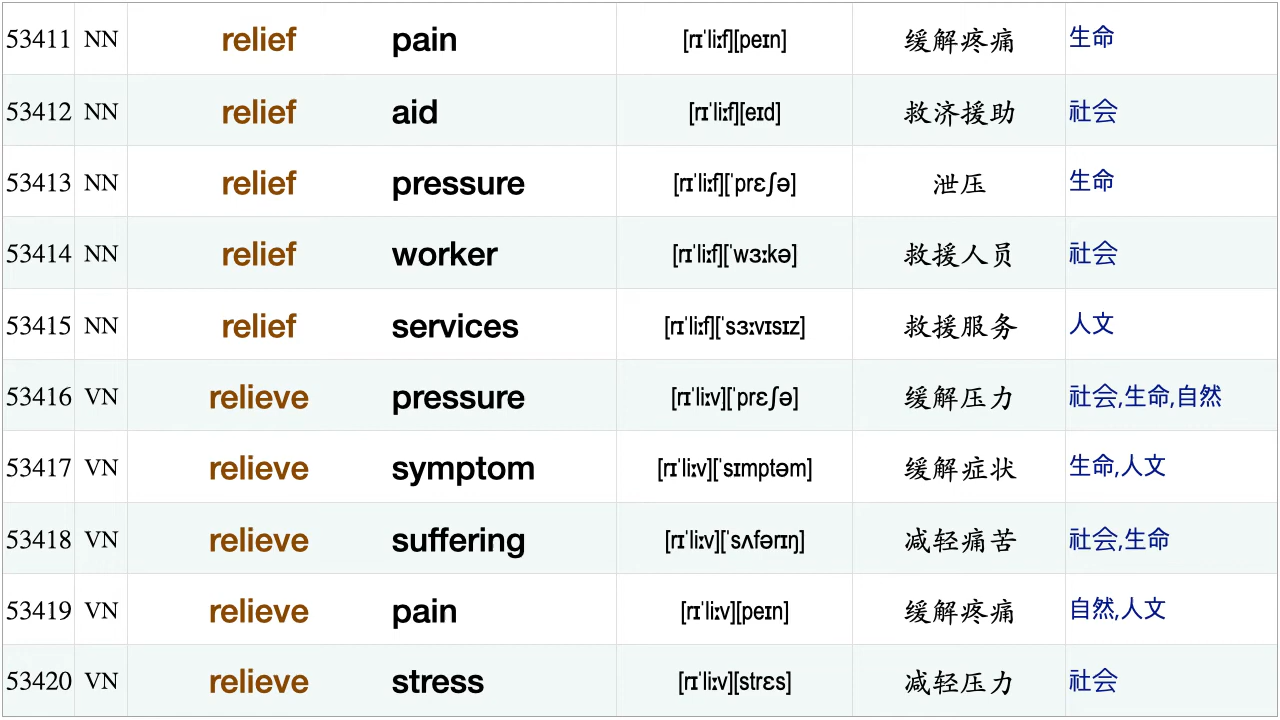 53411 NN relief pain [rɪˈliːf][peɪn] 缓解疼痛 生命
53412 NN relief aid [rɪˈliːf][eɪd] 救济援助 社会
53413 NN relief pressure [rɪˈliːf][ˈprɛʃə] 泄压 生命
53414 NN relief worker [rɪˈliːf][ˈwɜːkə] 救援人员 社会
53415 NN relief services [rɪˈliːf][ˈsɜːvɪsɪz] 救援服务 人文
53416 VN relieve pressure [rɪˈliːv][ˈprɛʃə] 缓解压力 社会,生命,自然
53417 VN relieve symptom [rɪˈliːv][ˈsɪmptəm] 缓解症状 生命,人文
53418 VN relieve suffering [rɪˈliːv][ˈsʌfərɪŋ] 减轻痛苦 社会,生命
53419 VN relieve pain [rɪˈliːv][peɪn] 缓解疼痛 自然,人文
53420 VN relieve stress [rɪˈliːv][strɛs] 减轻压力 社会